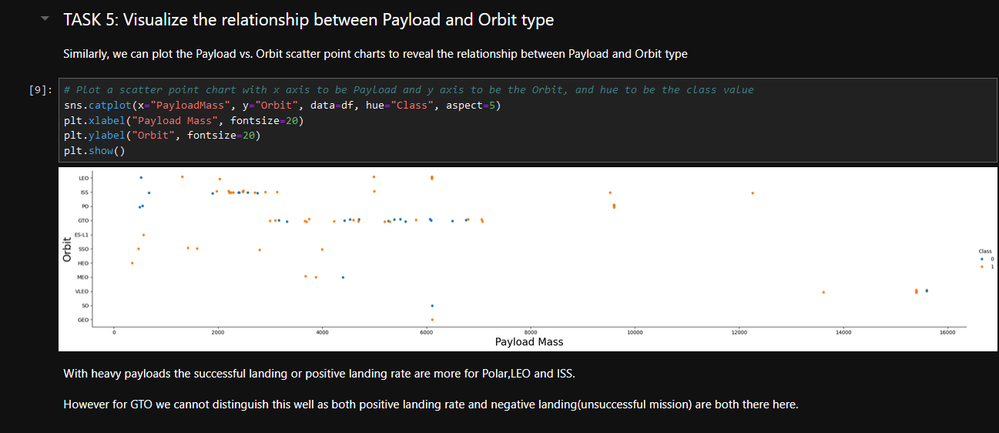 TASK 5: Visualize the relationship between Payload and Orbit type
Similarly, we can plot the Payload vs. Orbit scatter point charts to reveal the relationship between Payload and Orbit type
[9]:
# Plot a scatter point chart with x axis to be Payload and y axis to be the Orbit, and hue to be the class value
sns.catplot(x="PayloadMass", y="Orbit", data=df, hue="Class", aspect=5)
plt.xlabel("Payload Mass", fontsize=20)
plt.ylabel("Orbit", fontsize=20)
plt.show()
LEO
ISS
PO
GTO
ES-L1
SSO
HEO
MEO
VLEO
SO
GEO
Orbit
Class
0
1
0 2000 4000 6000 8000 10000 12000 14000 16000
Payload Mass
With heavy payloads the successful landing or positive landing rate are more for Polar,LEO and ISS.
However for GTO we cannot distinguish this well as both positive landing rate and negative landing(unsuccessful mission) are both there here.